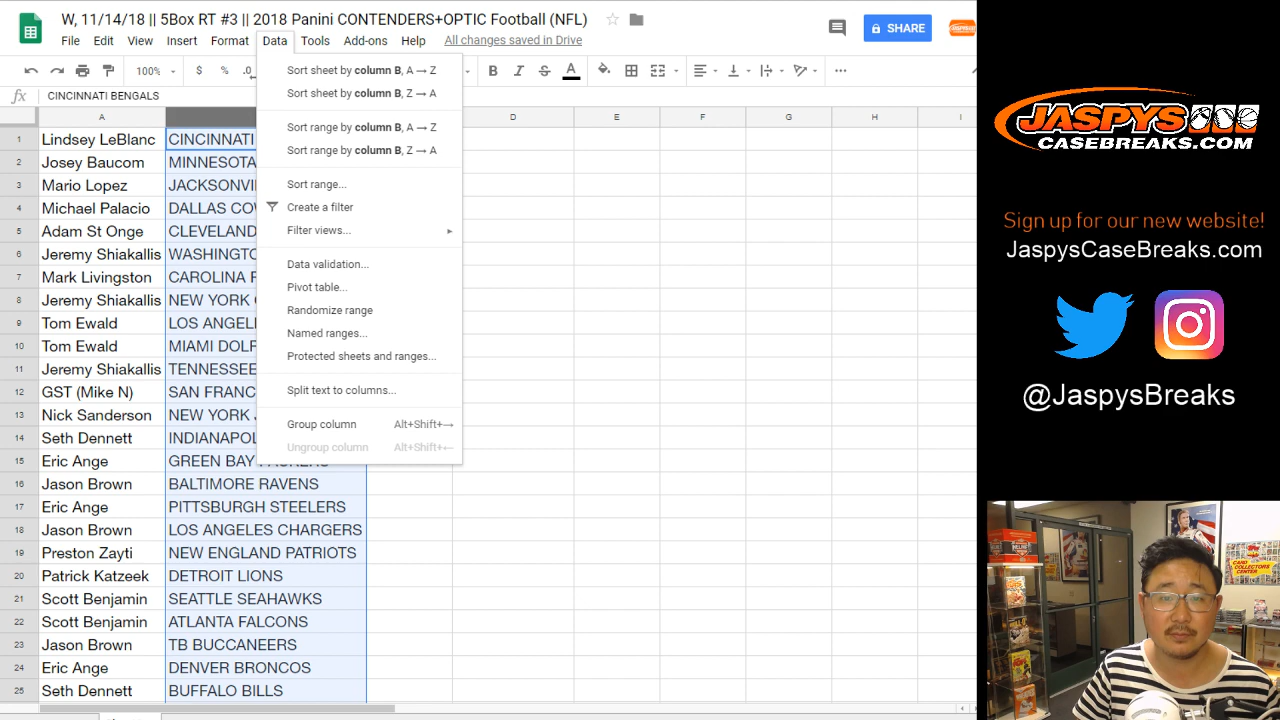 W, 11/14/18 || 5Box RT #3 || 2018 Panini CONTENDERS+OPTIC Football (NFL)
File Edit View Insert Format Data Tools Add-ons Help All changes saved in Drive
SHARE
100% $ % .0
fx CINCINNATI BENGALS
A D E F G H I
1 Lindsey LeBlanc CINCINNATI
2 Josey Baucom MINNESOTA
3 Mario Lopez JACKSONVI
4 Michael Palacio DALLAS CO
5 Adam St Onge CLEVELAND
6 Jeremy Shiakallis WASHINGTO
7 Mark Livingston CAROLINA
8 Jeremy Shiakallis NEW YORK
9 Tom Ewald LOS ANGEL
10 Tom Ewald MIAMI DOL
11 Jeremy Shiakallis TENNESSEE
12 GST (Mike N) SAN FRANC
13 Nick Sanderson NEW YORK
14 Seth Dennett INDIANAPOL
15 Eric Ange GREEN BAY PACKERS
16 Jason Brown BALTIMORE RAVENS
17 Eric Ange PITTSBURGH STEELERS
18 Jason Brown LOS ANGELES CHARGERS
19 Preston Zayti NEW ENGLAND PATRIOTS
20 Patrick Katzeek DETROIT LIONS
21 Scott Benjamin SEATTLE SEAHAWKS
22 Scott Benjamin ATLANTA FALCONS
23 Jason Brown TB BUCCANEERS
24 Eric Ange DENVER BRONCOS
25 Seth Dennett BUFFALO BILLS
Sort sheet by column B, A → Z
Sort sheet by column B, Z → A
Sort range by column B, A → Z
Sort range by column B, Z → A
Sort range...
Create a filter
Filter views...
Data validation...
Pivot table...
Randomize range
Named ranges...
Protected sheets and ranges...
Split text to columns...
Group column Alt+Shift+→
Ungroup column Alt+Shift+←
JASPYS
CASEBREAKS.COM
Sign up for our new website!
JaspysCaseBreaks.com
@JaspysBreaks
CARD
COLLECTORS
CENTER